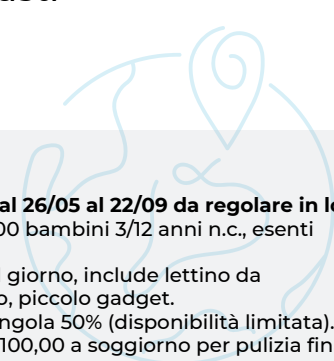 al 26/05 al 22/09 da regolare in
00 bambini 3/12 anni n.c., esenti
giorno, include lettino da
piccolo gadget.
ngola 50% (disponibilità limitata).
100,00 a soggiorno per pulizia fin